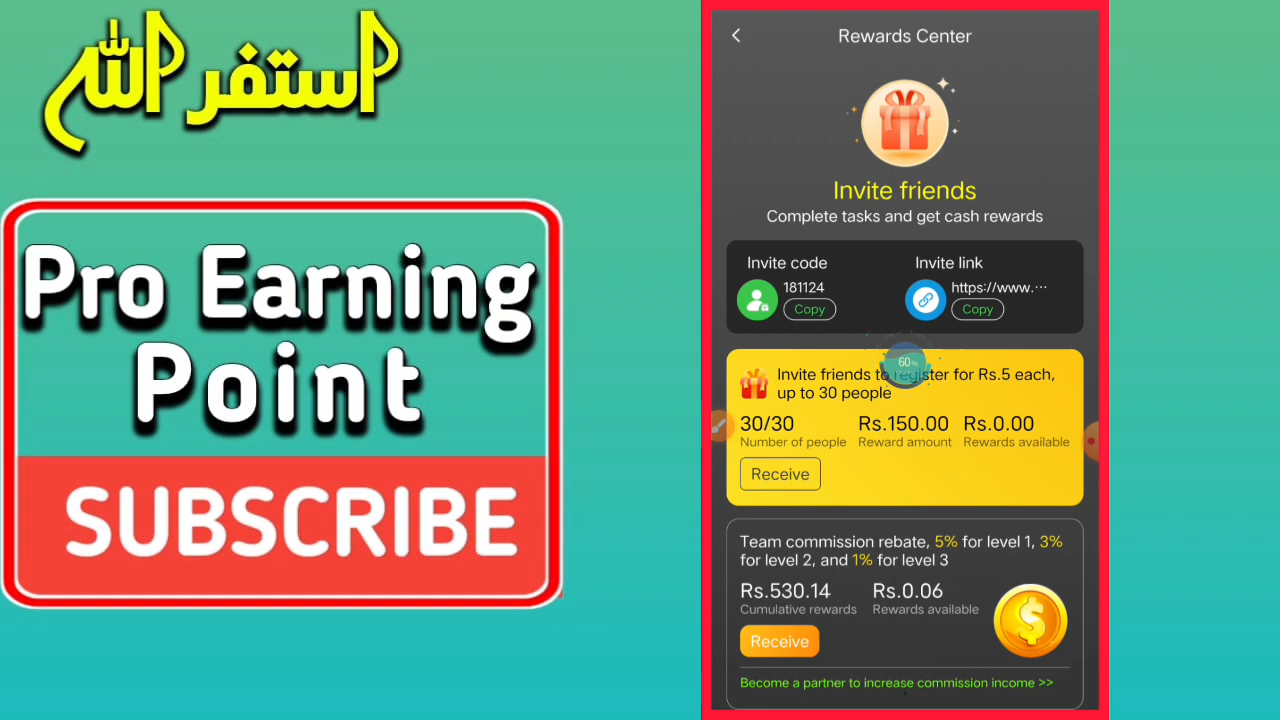 استفر الله
Pro Earning
Point
SUBSCRIBE
Rewards Center
Invite friends
Complete tasks and get cash rewards
Invite code
181124
Copy
Invite link
https://www.···
Copy
60%
Invite friends to register for Rs.5 each,
up to 30 people
30/30 Rs.150.00 Rs.0.00
Number of people Reward amount Rewards available
Receive
Team commission rebate, 5% for level 1, 3%
for level 2, and 1% for level 3
Rs.530.14 Rs.0.06
Cumulative rewards Rewards available
Receive
Become a partner to increase commission income >>